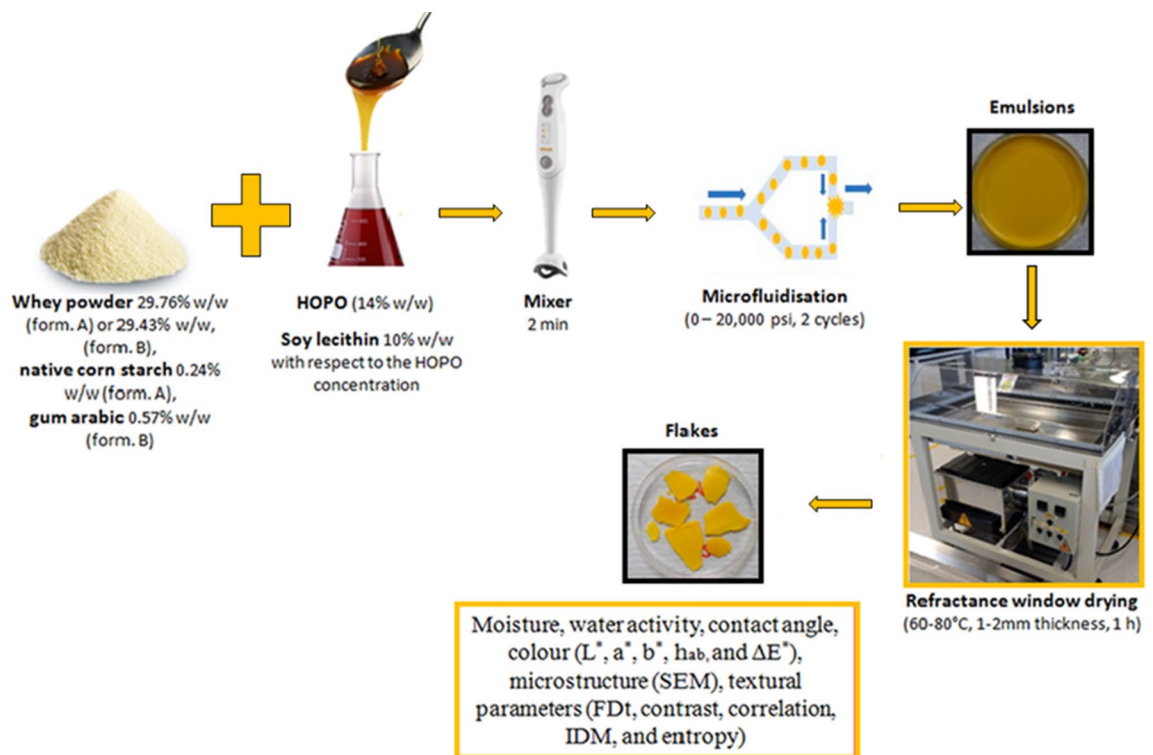 Whey powder 29.76% w/w
(form. A) or 29.43% w/w,
(form. B),
native corn starch 0.24%
w/w (form. A),
gum arabic 0.57% w/w
(form. B)
HOPO (14% w/w)
Soy lecithin 10% w/w
with respect to the HOPO
concentration
Mixer
2 min
Microfluidisation
(0 – 20,000 psi, 2 cycles)
Emulsions
Refractance window drying
(60-80°C, 1-2mm thickness, 1 h)
Flakes
Moisture, water activity, contact angle,
colour (L*, a*, b*, hab, and ΔE*),
microstructure (SEM), textural
parameters (FDt, contrast, correlation,
IDM, and entropy)